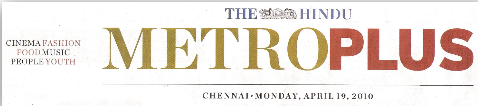 THE HINDU
CINEMA FASHION
FOOD MUSIC
PEOPLE YOUTH
METROPLUS
CHENNAI • MONDAY, APRIL 19, 2010